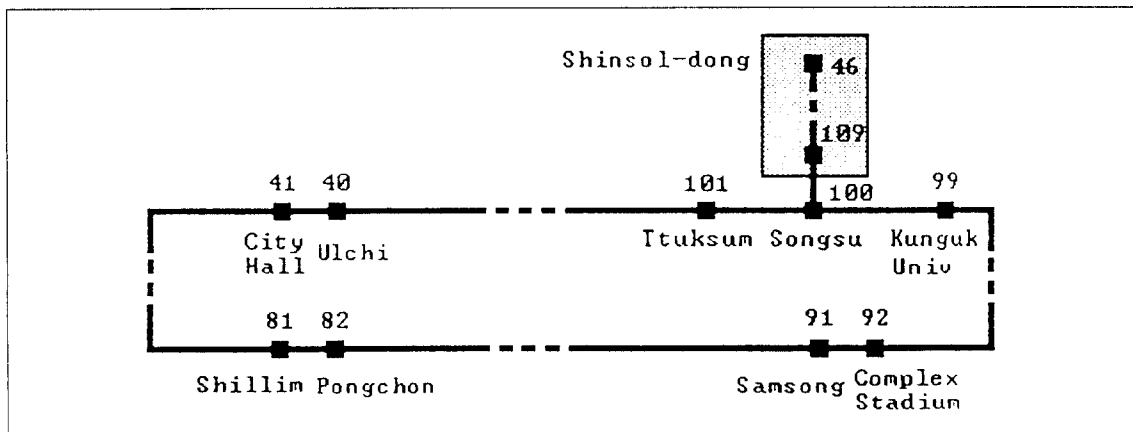 Shinsol-dong
46
109
41 40 101 100 99
City Hall
Ulchi
Ttuksum
Songsu
Kunguk Univ
81 82 91 92
Shillim
Pongchon
Samsong
Complex Stadium